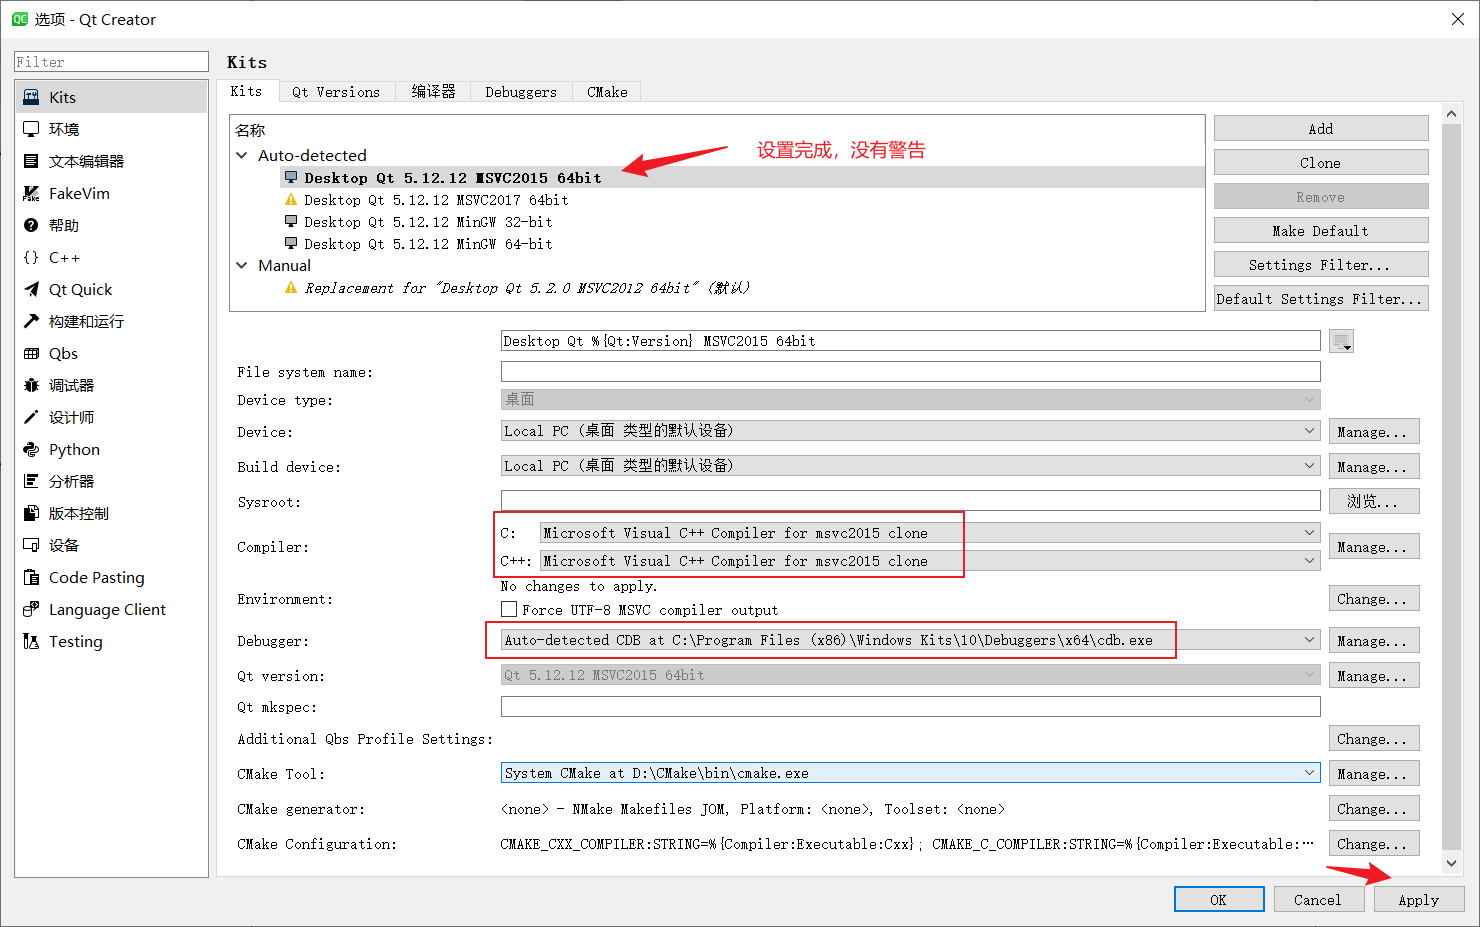 选项 - Qt Creator
Filter
Kits
环境
文本编辑器
FakeVim
帮助
C++
Qt Quick
构建和运行
Qbs
调试器
设计师
Python
分析器
版本控制
设备
Code Pasting
Language Client
Testing
Kits
Kits Qt Versions 编译器 Debuggers CMake
名称
Auto-detected
Desktop Qt 5.12.12 MSVC2015 64bit
设置完成，没有警告
Desktop Qt 5.12.12 MSVC2017 64bit
Desktop Qt 5.12.12 MinGW 32-bit
Desktop Qt 5.12.12 MinGW 64-bit
Manual
Replacement for "Desktop Qt 5.2.0 MSVC2012 64bit" (默认)
Add
Clone
Remove
Make Default
Settings Filter...
Default Settings Filter...
Desktop Qt %{Qt:Version} MSVC2015 64bit
File system name:
Device type: 桌面
Device: Local PC (桌面 类型的默认设备) Manage...
Build device: Local PC (桌面 类型的默认设备) Manage...
Sysroot: 浏览...
C: Microsoft Visual C++ Compiler for msvc2015 clone
Compiler: Manage...
C++: Microsoft Visual C++ Compiler for msvc2015 clone
No changes to apply.
Environment: Change...
Force UTF-8 MSVC compiler output
Debugger: Auto-detected CDB at C:\Program Files (x86)\Windows Kits\10\Debuggers\x64\cdb.exe Manage...
Qt version: Qt 5.12.12 MSVC2015 64bit Manage...
Qt mkspec:
Additional Qbs Profile Settings: Change...
CMake Tool: System CMake at D:\CMake\bin\cmake.exe Manage...
CMake generator: <none> - NMake Makefiles JOM, Platform: <none>, Toolset: <none> Change...
CMake Configuration: CMAKE_CXX_COMPILER:STRING=%{Compiler:Executable:Cxx}; CMAKE_C_COMPILER:STRING=%{Compiler:Executable:… Change...
OK Cancel Apply